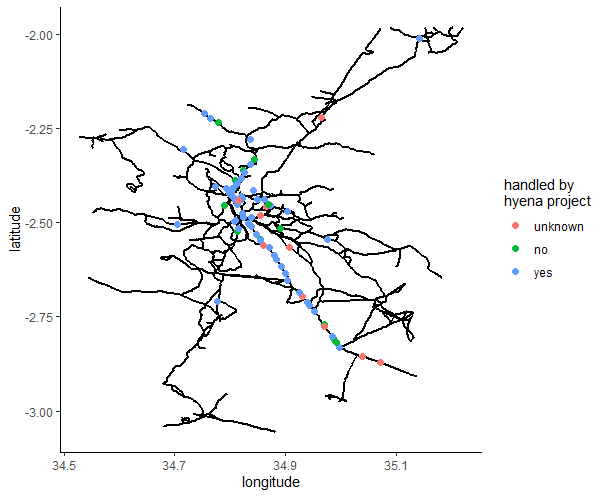 -2.00
-2.25
-2.50
-2.75
-3.00
latitude
34.5
34.7
34.9
35.1
longitude
handled by
hyena project
unknown
no
yes